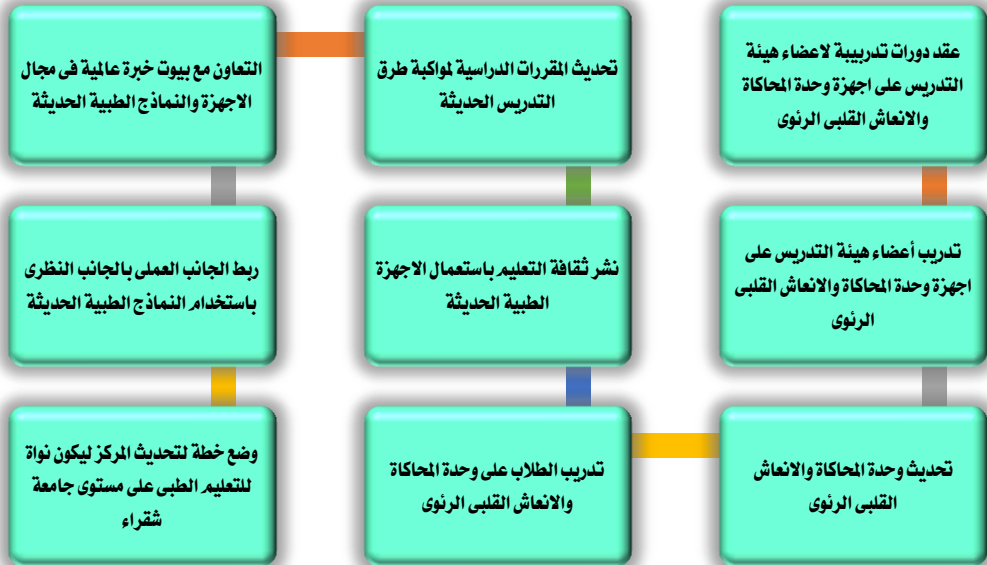 عقد دورات تدريبية لاعضاء هيئة
التدريس على اجهزة وحدة المحاكاة
والانعاش القلبى الرئوى
تدريب أعضاء هيئة التدريس على
اجهزة وحدة المحاكاة والانعاش القلبى
الرئوى
تحديث وحدة المحاكاة والانعاش
القلبى الرئوى
تدريب الطلاب على وحدة المحاكاة
والانعاش القلبى الرئوى
نشر ثقافة التعليم باستعمال الاجهزة
الطبية الحديثة
تحديث المقررات الدراسية لمواكبة طرق
التدريس الحديثة
التعاون مع بيوت خبرة عالمية فى مجال
الاجهزة والنماذج الطبية الحديثة
ربط الجانب العملى بالجانب النظرى
باستخدام النماذج الطبية الحديثة
وضع خطة لتحديث المركز ليكون نواة
للتعليم الطبى على مستوى جامعة
شقراء